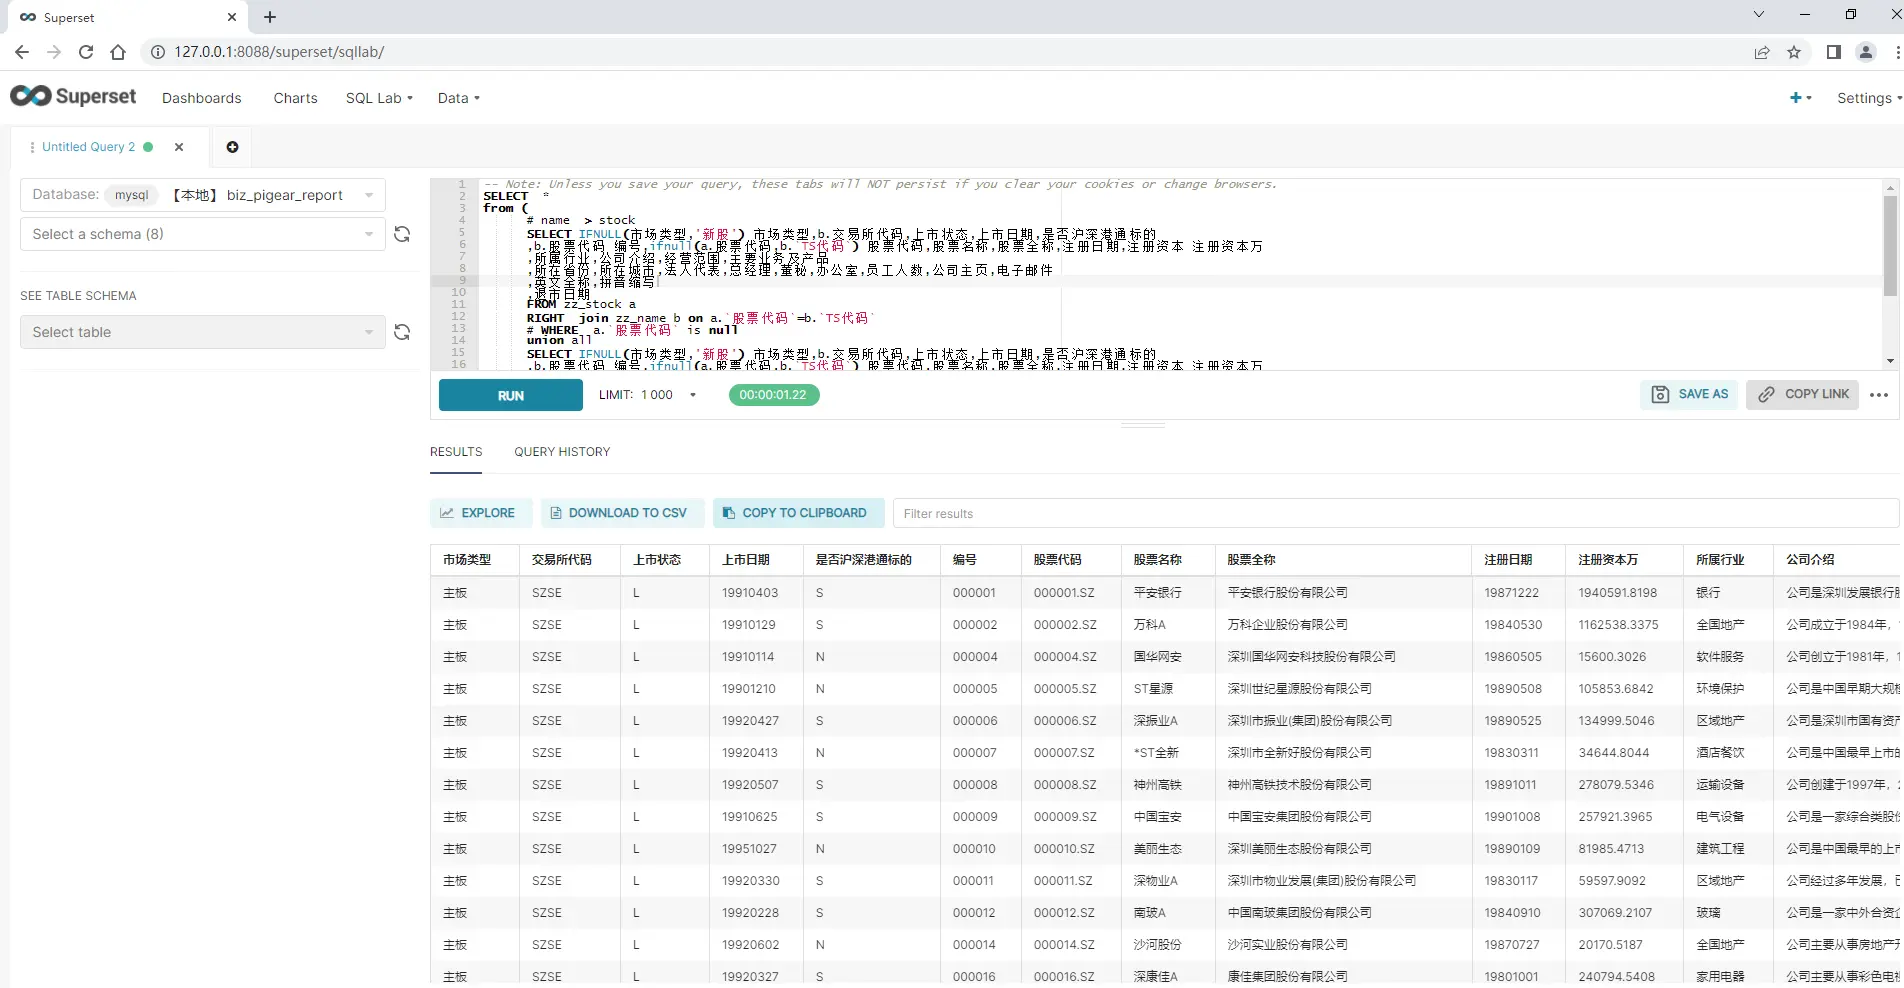 Superset
127.0.0.1:8088/superset/sqllab/
Superset Dashboards Charts SQL Lab Data Settings
Untitled Query 2
Database: mysql 【本地】 biz_pigear_report
Select a schema (8)
SEE TABLE SCHEMA
Select table
1 -- Note: Unless you save your query, these tabs will NOT persist if you clear your cookies or change browsers.
2 SELECT *
3 from (
4 # name > stock
5 SELECT IFNULL(市场类型,'新股') 市场类型,b.交易所代码,上市状态,上市日期,是否沪深港通标的
6 ,b.股票代码 编号,ifnull(a.股票代码,b.`TS代码`) 股票代码,股票名称,股票全称,注册日期,注册资本 注册资本万
7 ,所属行业,公司介绍,经营范围,主要业务及产品
8 ,所在省份,所在城市,法人代表,总经理,董秘,办公室,员工人数,公司主页,电子邮件
9 ,英文全称,拼音缩写
10 ,退市日期
11 FROM zz_stock a
12 RIGHT join zz_name b on a.`股票代码`=b.`TS代码`
13 # WHERE a.`股票代码` is null
14 union all
15 SELECT IFNULL(市场类型,'新股') 市场类型,b.交易所代码,上市状态,上市日期,是否沪深港通标的
16 ,b.股票代码 编号,ifnull(a.股票代码,b.`TS代码`) 股票代码,股票名称,股票全称,注册日期,注册资本 注册资本万
RUN LIMIT: 1 000 00:00:01.22 SAVE AS COPY LINK
RESULTS QUERY HISTORY
EXPLORE DOWNLOAD TO CSV COPY TO CLIPBOARD Filter results
市场类型 交易所代码 上市状态 上市日期 是否沪深港通标的 编号 股票代码 股票名称 股票全称 注册日期 注册资本万 所属行业 公司介绍
主板 SZSE L 19910403 S 000001 000001.SZ 平安银行 平安银行股份有限公司 19871222 1940591.8198 银行 公司是深圳发展银行
主板 SZSE L 19910129 S 000002 000002.SZ 万科A 万科企业股份有限公司 19840530 1162538.3375 全国地产 公司成立于1984年，
主板 SZSE L 19910114 N 000004 000004.SZ 国华网安 深圳国华网安科技股份有限公司 19860505 15600.3026 软件服务 公司创立于1981年，
主板 SZSE L 19901210 N 000005 000005.SZ ST星源 深圳世纪星源股份有限公司 19890508 105853.6842 环境保护 公司是中国早期大规
主板 SZSE L 19920427 S 000006 000006.SZ 深振业A 深圳市振业(集团)股份有限公司 19890525 134999.5046 区域地产 公司是深圳市国有资
主板 SZSE L 19920413 N 000007 000007.SZ *ST全新 深圳市全新好股份有限公司 19830311 34644.8044 酒店餐饮 公司是中国最早上市
主板 SZSE L 19920507 S 000008 000008.SZ 神州高铁 神州高铁技术股份有限公司 19891011 278079.5346 运输设备 公司创建于1997年，
主板 SZSE L 19910625 S 000009 000009.SZ 中国宝安 中国宝安集团股份有限公司 19901008 257921.3965 电气设备 公司是一家综合类股
主板 SZSE L 19951027 N 000010 000010.SZ 美丽生态 深圳美丽生态股份有限公司 19890109 81985.4713 建筑工程 公司是中国最早的上
主板 SZSE L 19920330 S 000011 000011.SZ 深物业A 深圳市物业发展(集团)股份有限公司 19830117 59597.9092 区域地产 公司经过多年发展，
主板 SZSE L 19920228 S 000012 000012.SZ 南玻A 中国南玻集团股份有限公司 19840910 307069.2107 玻璃 公司是一家中外合资
主板 SZSE L 19920602 N 000014 000014.SZ 沙河股份 沙河实业股份有限公司 19870727 20170.5187 全国地产 公司主要从事房地产
主板 SZSE L 19920327 S 000016 000016.SZ 深康佳A 康佳集团股份有限公司 19801001 240794.5408 家用电器 公司主要从事彩色电